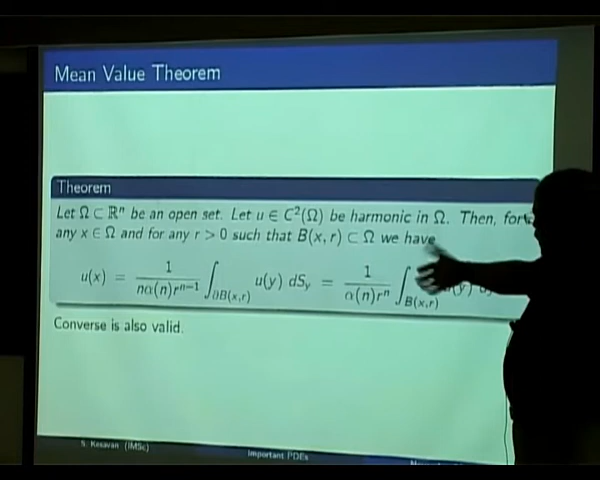 Mean Value Theorem
Theorem
Let Ω ⊂ ℝⁿ be an open set. Let u ∈ C²(Ω) be harmonic in Ω. Then, for
any x ∈ Ω and for any r > 0 such that B(x, r) ⊂ Ω we have
u(x) = 1/(nα(n)rⁿ⁻¹) ∫_{∂B(x,r)} u(y) dS_y = 1/(α(n)rⁿ) ∫_{B(x,r)} u(y) dy
Converse is also valid.
S. Kesavan (IMSc)
Important PDEs